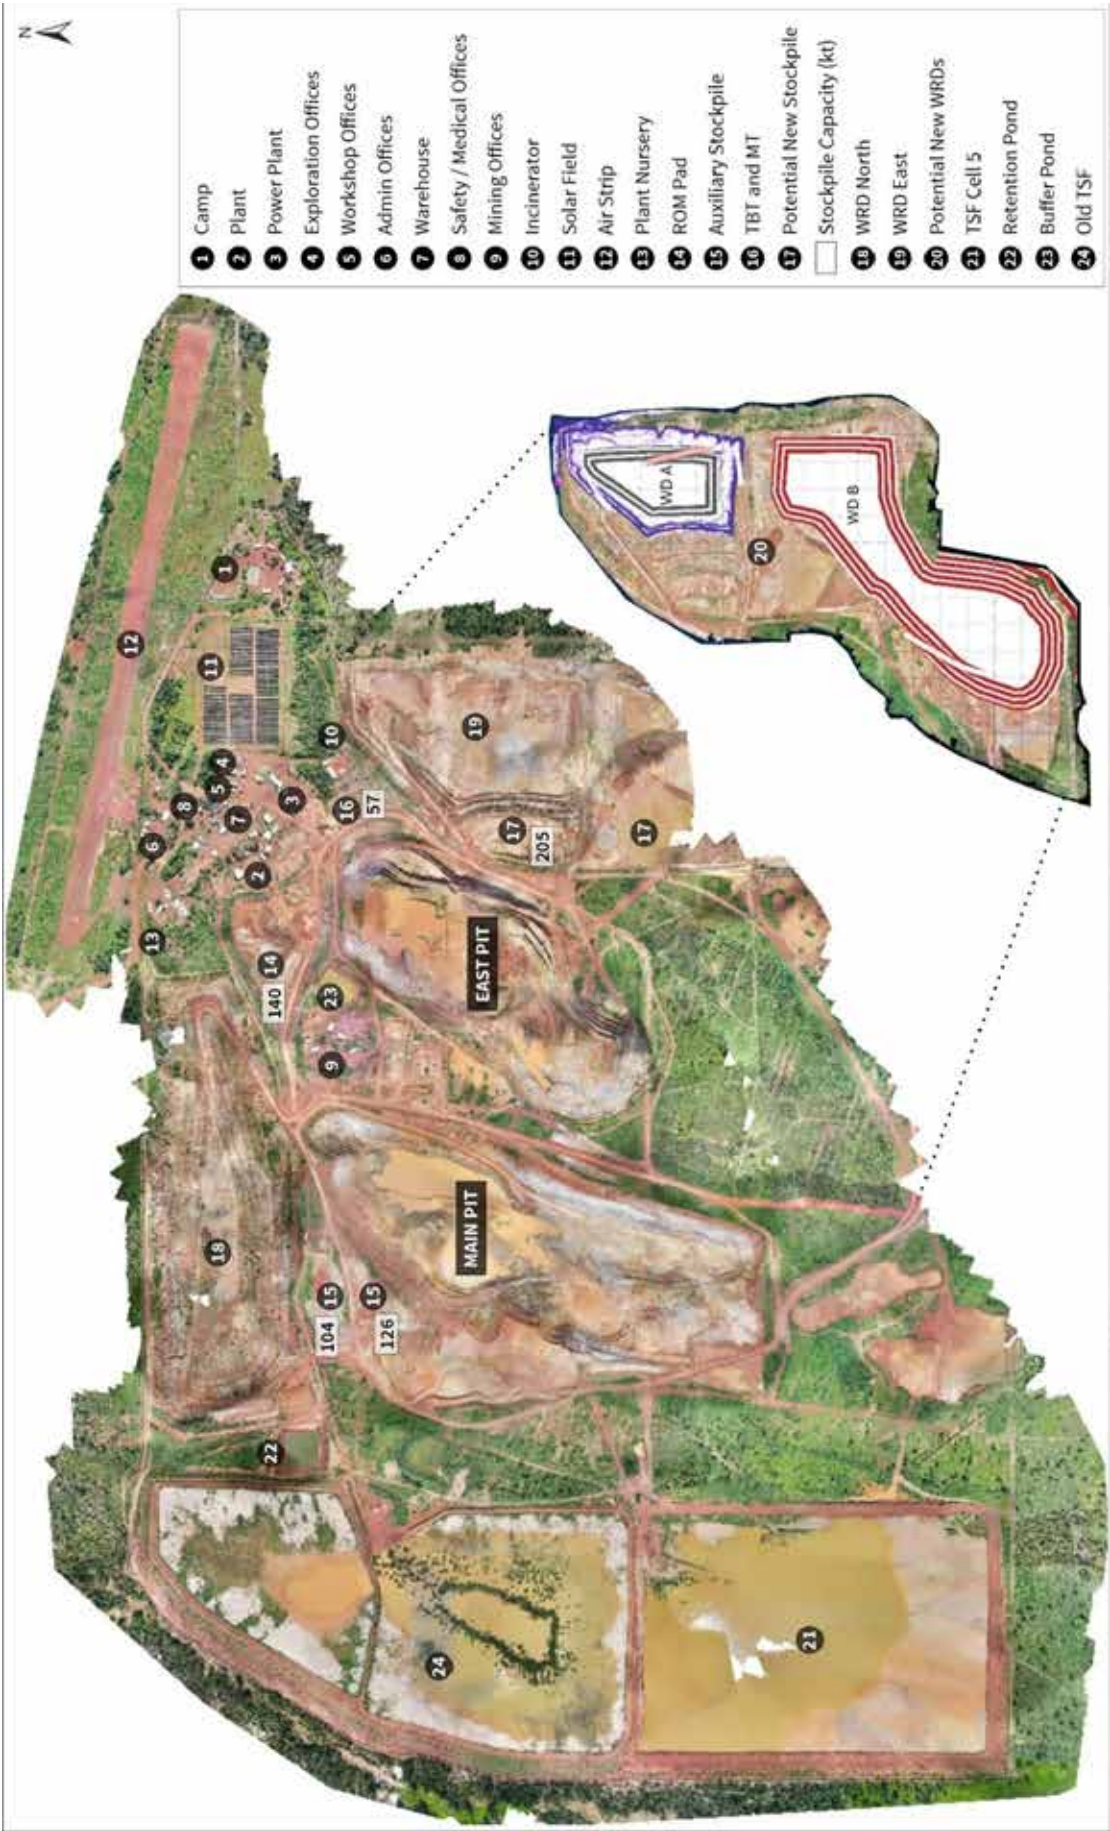 N
1 Camp
2 Plant
3 Power Plant
4 Exploration Offices
5 Workshop Offices
6 Admin Offices
7 Warehouse
8 Safety / Medical Offices
9 Mining Offices
10 Incinerator
11 Solar Field
12 Air Strip
13 Plant Nursery
14 ROM Pad
15 Auxiliary Stockpile
16 TBT and MT
17 Potential New Stockpile
Stockpile Capacity (kt)
18 WRD North
19 WRD East
20 Potential New WRDs
21 TSF Cell 5
22 Retention Pond
23 Buffer Pond
24 Old TSF
12
13
6
8
5
4
11
1
7
2
3
14
140
23
9
16
57
10
18
22
15
104
15
126
MAIN PIT
EAST PIT
17
205
19
17
24
21
WD A
20
WD B